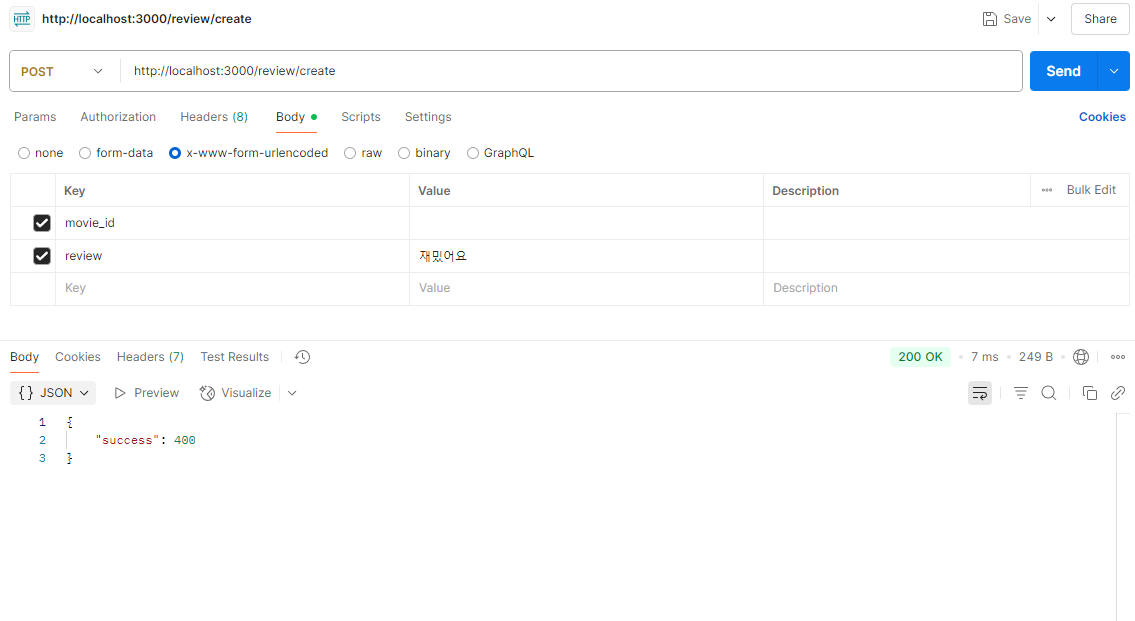 HTTP http://localhost:3000/review/create Save Share
POST http://localhost:3000/review/create Send
Params Authorization Headers (8) Body Scripts Settings Cookies
none form-data x-www-form-urlencoded raw binary GraphQL
Key Value Description Bulk Edit
movie_id
review 재밌어요
Key Value Description
Body Cookies Headers (7) Test Results 200 OK 7 ms 249 B
{} JSON Preview Visualize
1 {
2 "success": 400
3 }